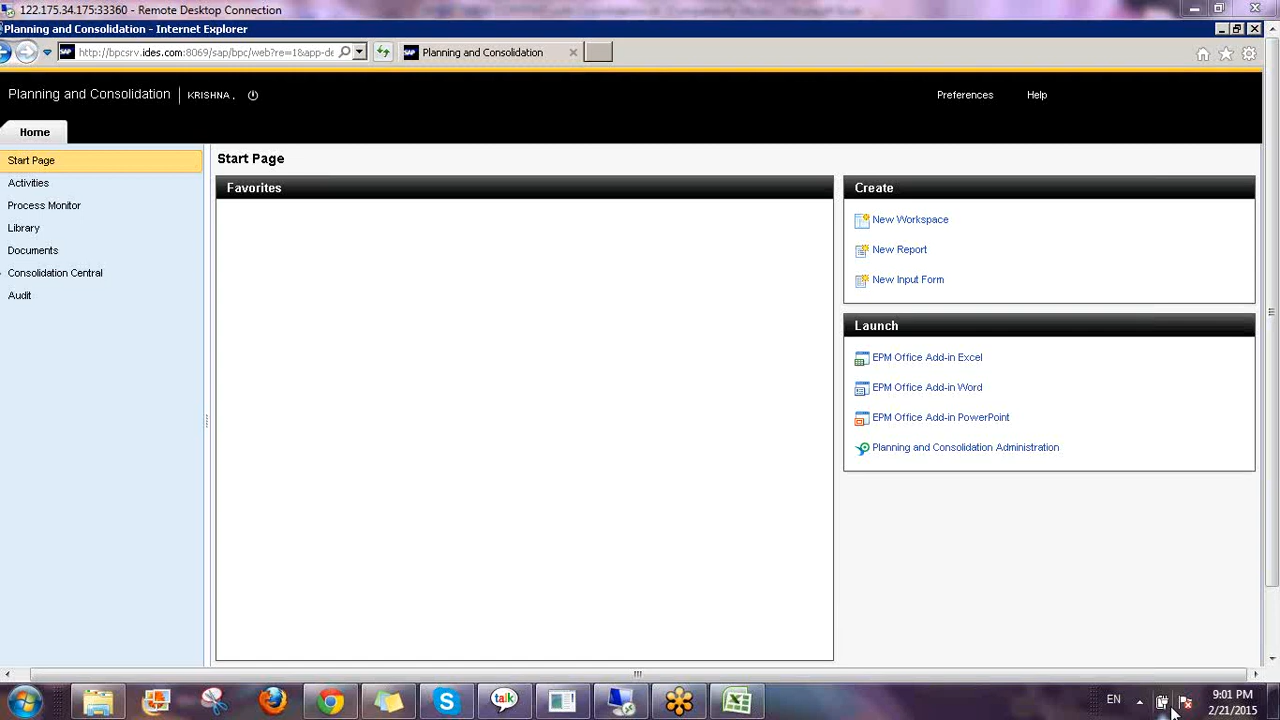 122.175.34.175:33360 - Remote Desktop Connection
Planning and Consolidation - Internet Explorer
http://bpcsrv.ides.com:8069/sap/bpc/web?re=1&app-de
Planning and Consolidation
Planning and Consolidation
KRISHNA .
Preferences
Help
Home
Start Page
Activities
Process Monitor
Library
Documents
Consolidation Central
Audit
Start Page
Favorites
Create
New Workspace
New Report
New Input Form
Launch
EPM Office Add-in Excel
EPM Office Add-in Word
EPM Office Add-in PowerPoint
Planning and Consolidation Administration
talk
EN
9:01 PM
2/21/2015